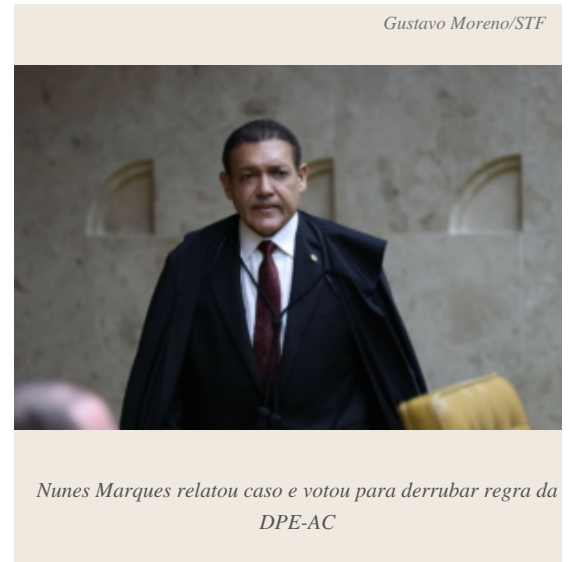 Gustavo Moreno/STF
Nunes Marques relatou caso e votou para derrubar regra da
DPE-AC